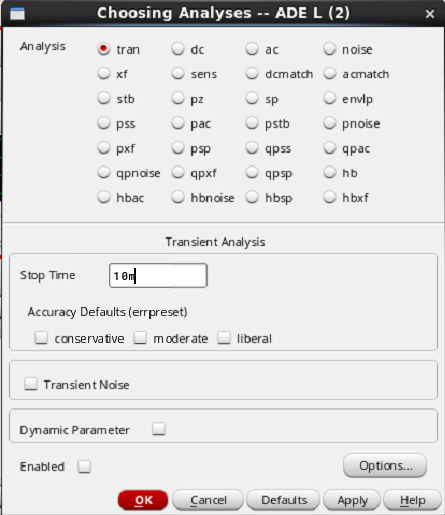 Choosing Analyses -- ADE L (2)
Analysis tran dc ac noise
xf sens dcmatch acmatch
stb pz sp envlp
pss pac pstb pnoise
pxf psp qpss qpac
qpnoise qpxf qpsp hb
hbac hbnoise hbsp hbxf
Transient Analysis
Stop Time 10m
Accuracy Defaults (errpreset)
conservative moderate liberal
Transient Noise
Dynamic Parameter
Enabled Options...
OK Cancel Defaults Apply Help